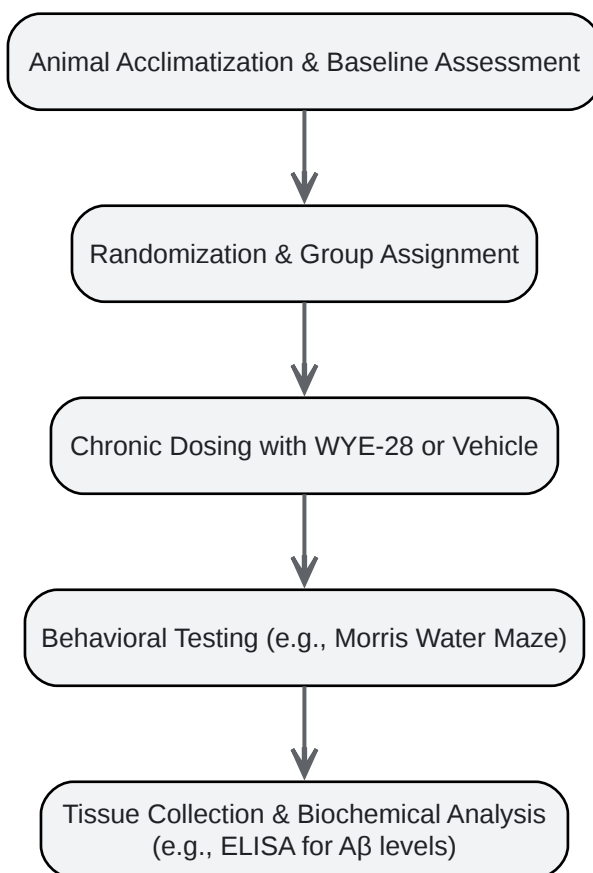 Animal Acclimatization & Baseline Assessment
Randomization & Group Assignment
Chronic Dosing with WYE-28 or Vehicle
Behavioral Testing (e.g., Morris Water Maze)
Tissue Collection & Biochemical Analysis
(e.g., ELISA for Aβ levels)